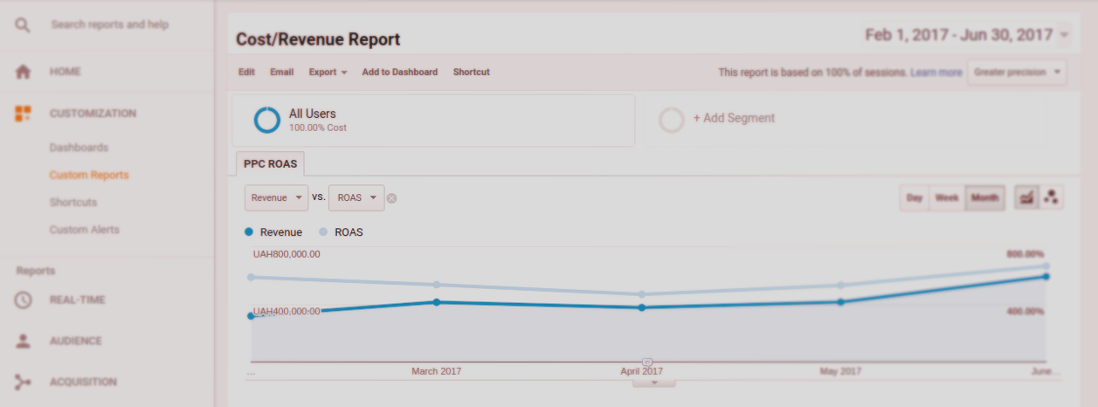 Search reports and help
HOME
CUSTOMIZATION
Dashboards
Custom Reports
Shortcuts
Custom Alerts
Reports
REAL-TIME
AUDIENCE
ACQUISITION
Cost/Revenue Report
Feb 1, 2017 - Jun 30, 2017
Edit Email Export Add to Dashboard Shortcut
This report is based on 100% of sessions. Learn more Greater precision
All Users
100.00% Cost
+ Add Segment
PPC ROAS
Revenue vs. ROAS
Day Week Month
Revenue ROAS
UAH800,000.00 800.00%
UAH400,000.00 400.00%
... March 2017 April 2017 May 2017 June...